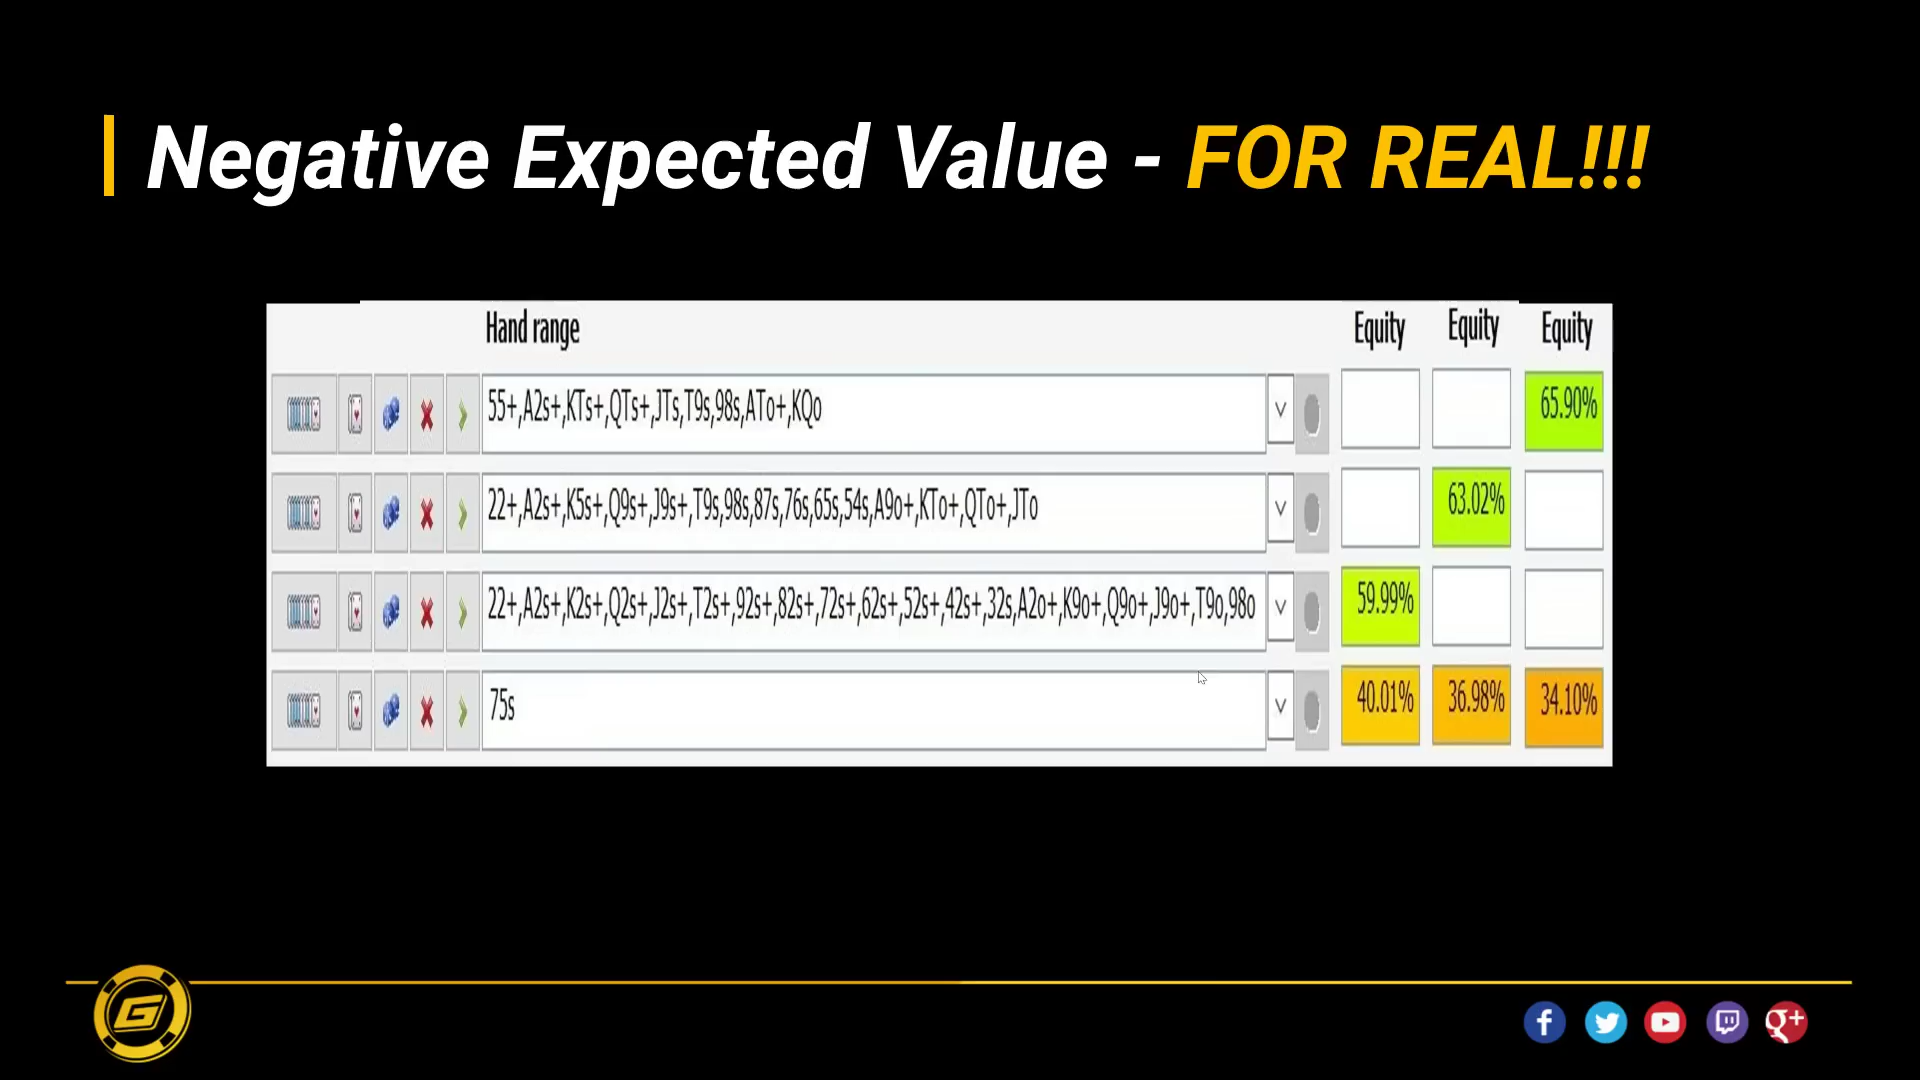 Negative Expected Value - FOR REAL!!!
Hand range Equity Equity Equity
55+,A2s+,KTs+,QTs+,JTs,T9s,98s,ATo+,KQo 65.90%
22+,A2s+,K5s+,Q9s+,J9s+,T9s,98s,87s,76s,65s,54s,A9o+,KTo+,QTo+,JTo 63.02%
22+,A2s+,K2s+,Q2s+,J2s+,T2s+,92s+,82s+,72s+,62s+,52s+,42s+,32s,A2o+,K9o+,Q9o+,J9o+,T9o,98o 59.99%
75s 40.01% 36.98% 34.10%